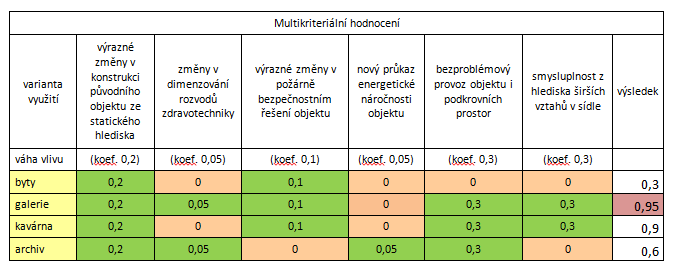 Multikriteriální hodnocení
varianta využití výrazné změny v konstrukci původního objektu ze statického hlediska změny v dimenzování rozvodů zdravotechniky výrazné změny v požárně bezpečnostním řešení objektu nový průkaz energetické náročnosti objektu bezproblémový provoz objektu i podkrovních prostor smysluplnost z hlediska širších vztahů v sídle výsledek
váha vlivu (koef. 0,2) (koef. 0,05) (koef. 0,1) (koef. 0,05) (koef. 0,3) (koef. 0,3)
byty 0,2 0 0,1 0 0 0 0,3
galerie 0,2 0,05 0,1 0 0,3 0,3 0,95
kavárna 0,2 0 0,1 0 0,3 0,3 0,9
archiv 0,2 0,05 0 0,05 0,3 0 0,6